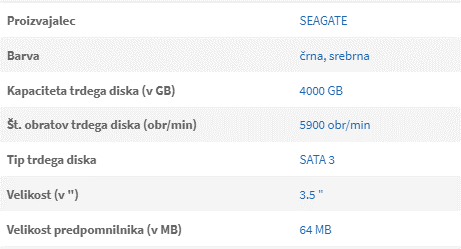 Proizvajalec SEAGATE
Barva črna, srebrna
Kapaciteta trdega diska (v GB) 4000 GB
Št. obratov trdega diska (obr/min) 5900 obr/min
Tip trdega diska SATA 3
Velikost (v ") 3.5 "
Velikost predpomnilnika (v MB) 64 MB